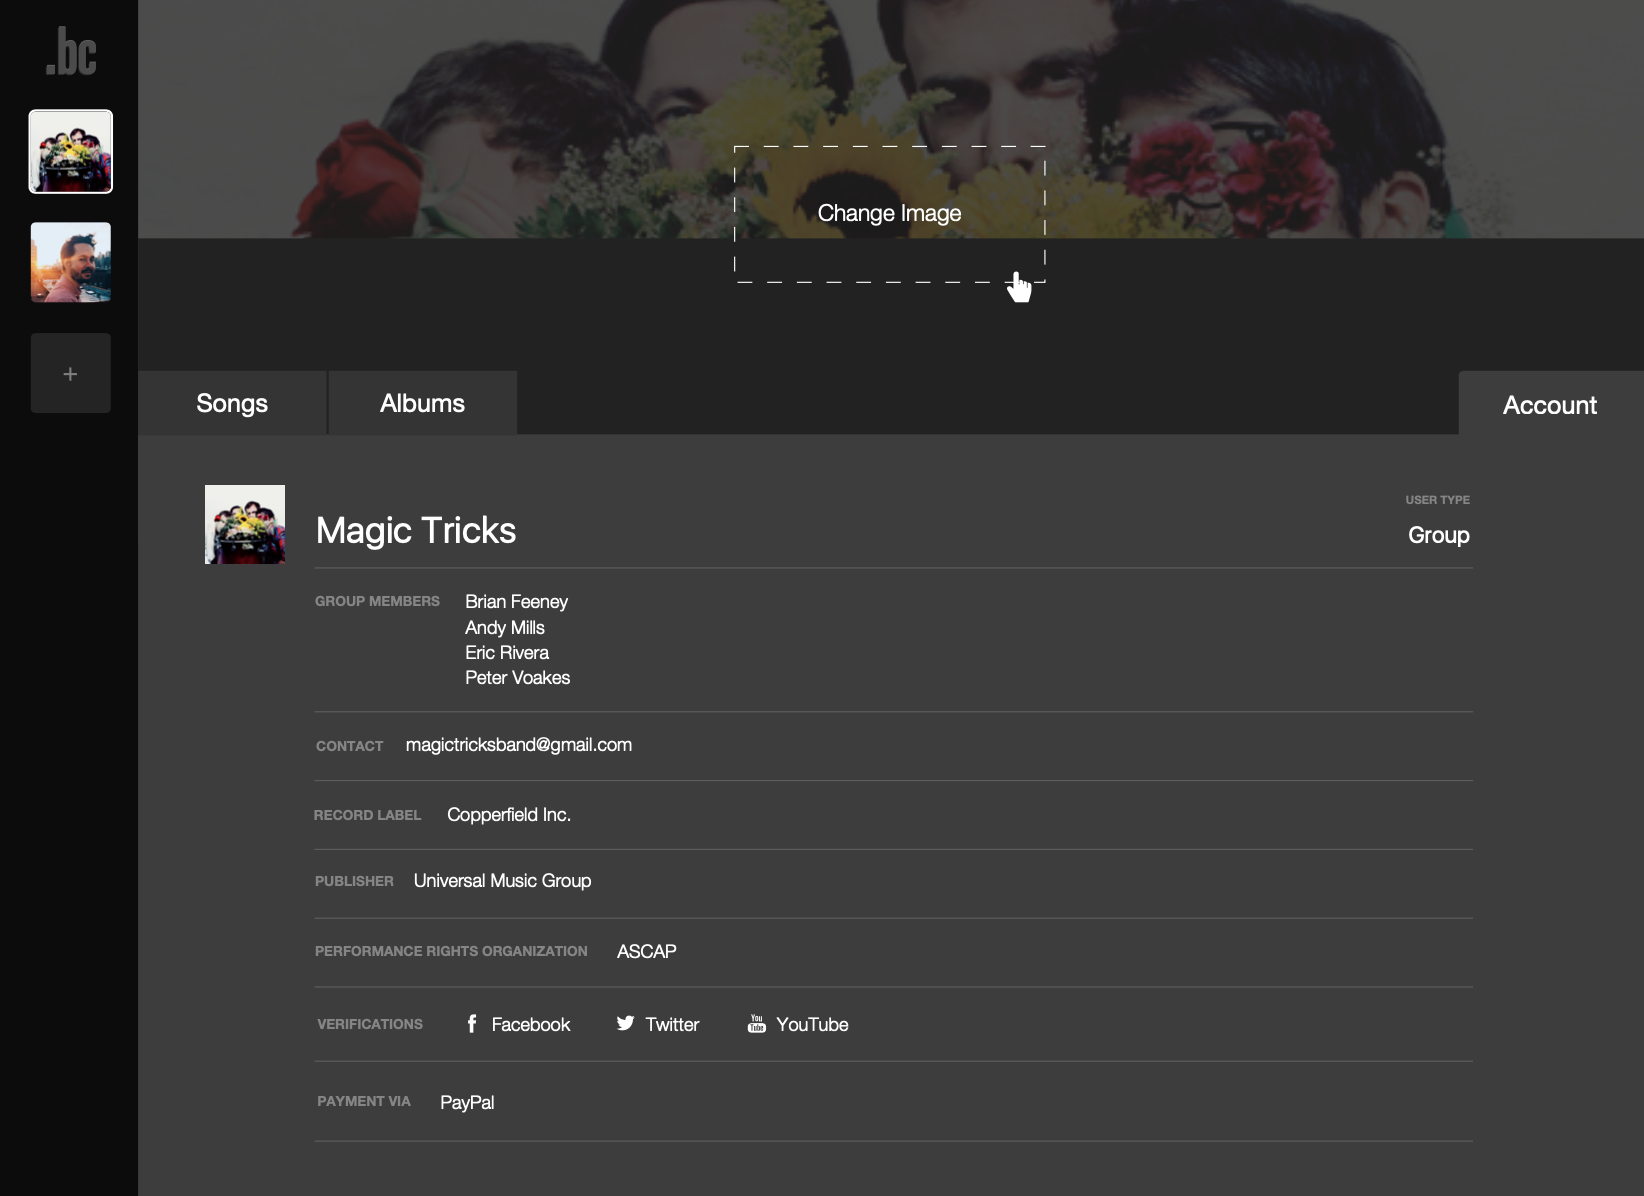 .bc
Change Image
+
Songs
Albums
Account
USER TYPE
Magic Tricks
Group
GROUP MEMBERS Brian Feeney
Andy Mills
Eric Rivera
Peter Voakes
CONTACT magictricksband@gmail.com
RECORD LABEL Copperfield Inc.
PUBLISHER Universal Music Group
PERFORMANCE RIGHTS ORGANIZATION ASCAP
VERIFICATIONS f Facebook Twitter You Tube YouTube
PAYMENT VIA PayPal